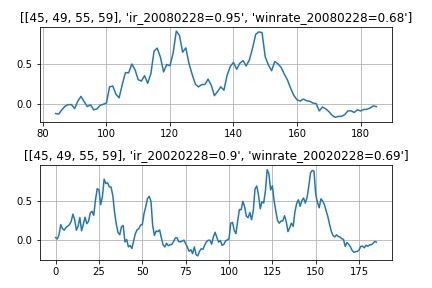 [[45, 49, 55, 59], 'ir_20080228=0.95', 'winrate_20080228=0.68']
0.5
0.0
80 100 120 140 160 180
[[45, 49, 55, 59], 'ir_20020228=0.9', 'winrate_20020228=0.69']
0.5
0.0
0 25 50 75 100 125 150 175